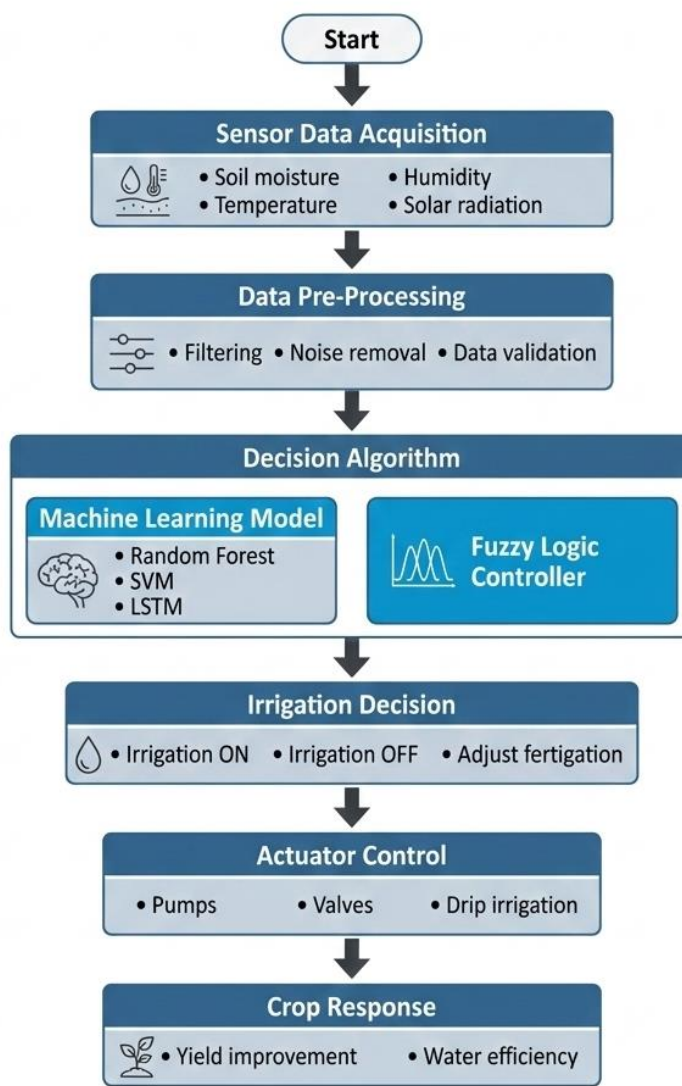 Start
Sensor Data Acquisition
• Soil moisture • Humidity
• Temperature • Solar radiation
Data Pre-Processing
• Filtering • Noise removal • Data validation
Decision Algorithm
Machine Learning Model
• Random Forest
• SVM
• LSTM
Fuzzy Logic
Controller
Irrigation Decision
• Irrigation ON • Irrigation OFF • Adjust fertigation
Actuator Control
• Pumps • Valves • Drip irrigation
Crop Response
• Yield improvement • Water efficiency